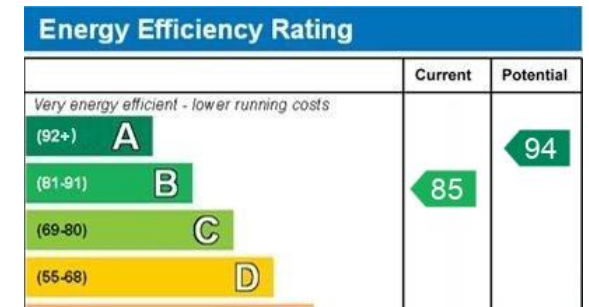 Energy Efficiency Rating
Current Potential
Very energy efficient - lower running costs
(92+) A 94
(81-91) B 85
(69-80) C
(55-68) D